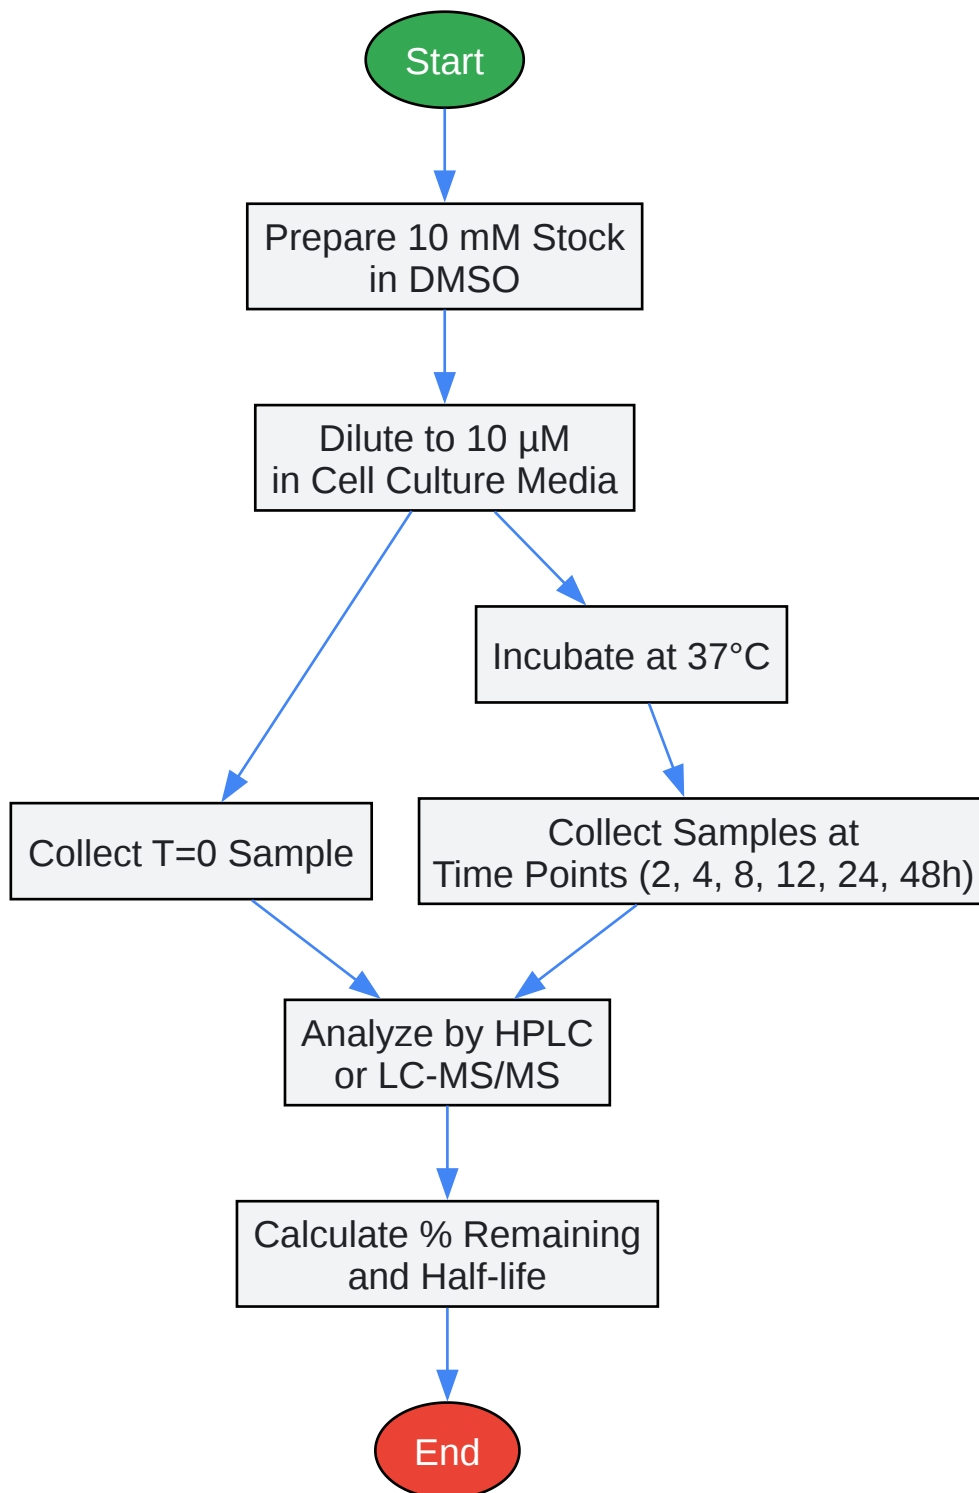 Start
Prepare 10 mM Stock
in DMSO
Dilute to 10 µM
in Cell Culture Media
Incubate at 37°C
Collect T=0 Sample
Collect Samples at
Time Points (2, 4, 8, 12, 24, 48h)
Analyze by HPLC
or LC-MS/MS
Calculate % Remaining
and Half-life
End